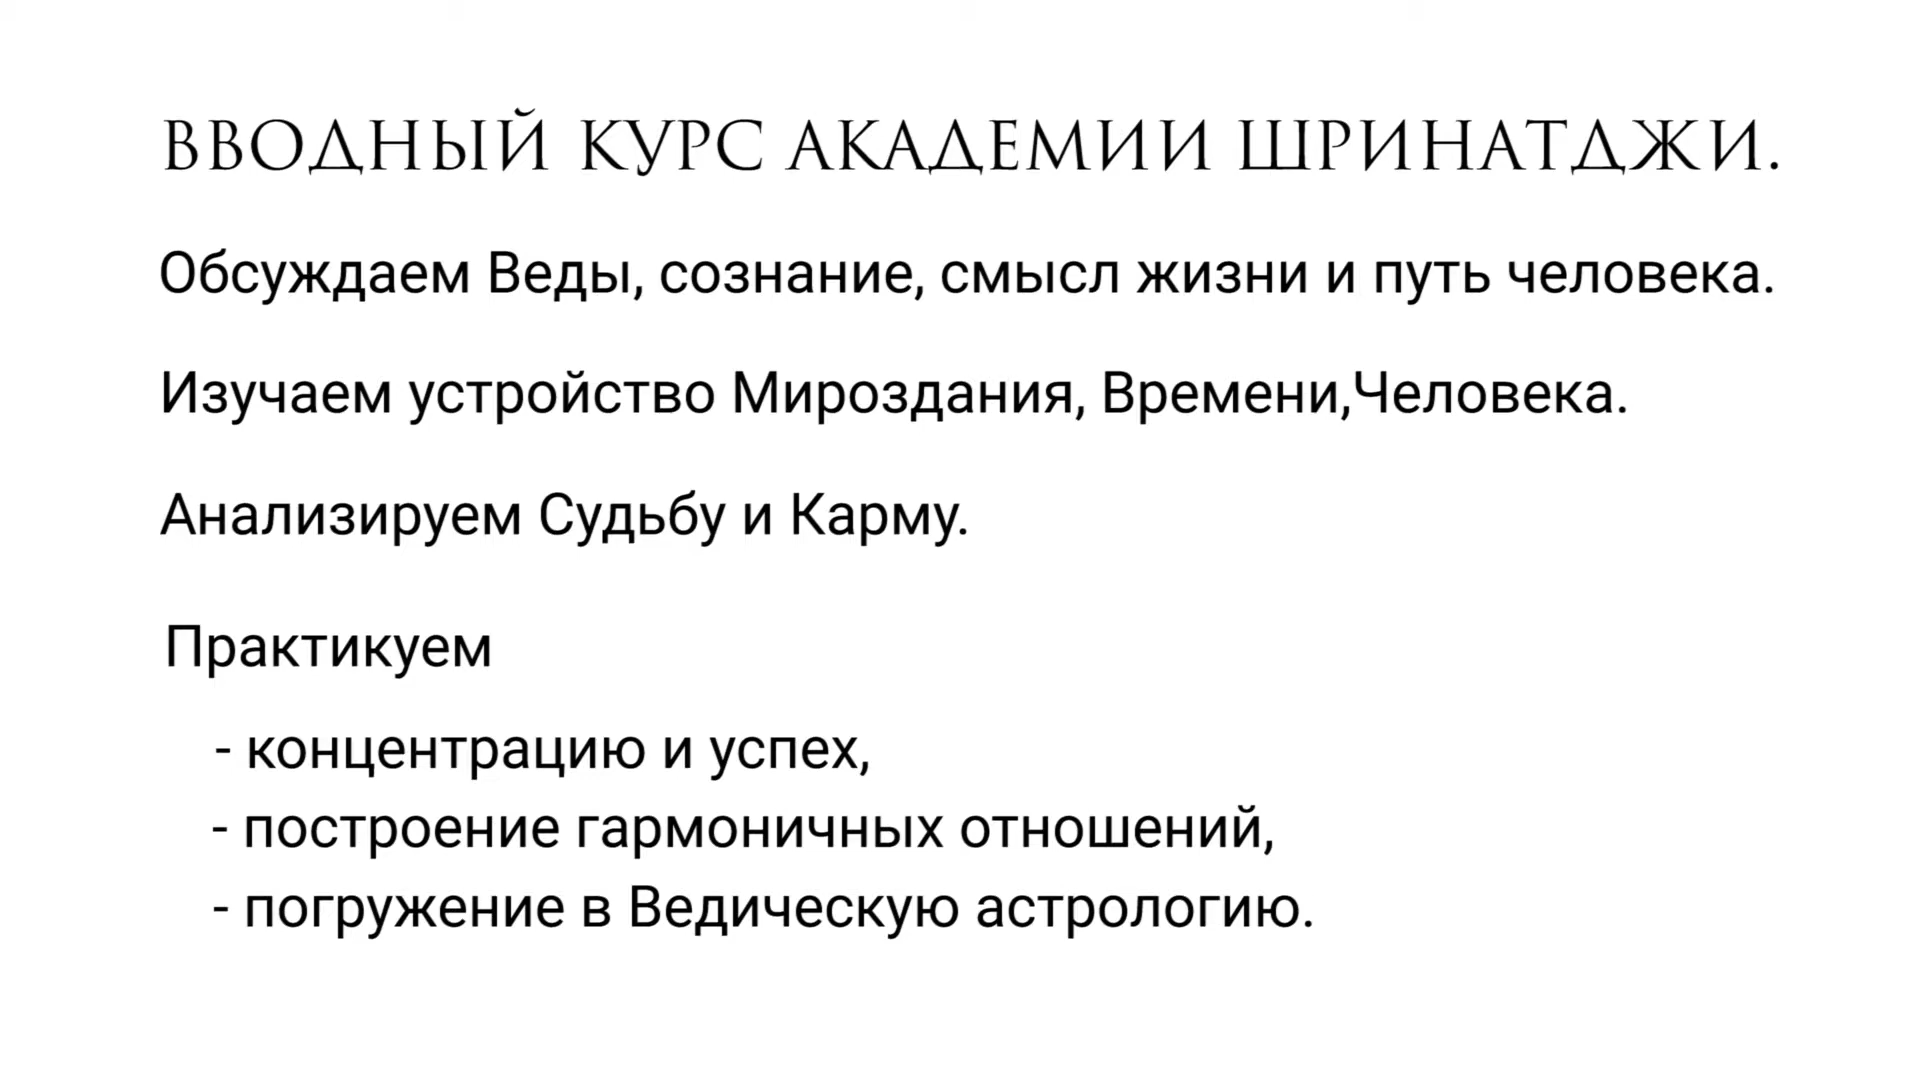 ВВОДНЫЙ КУРС АКАДЕМИИ ШРИНАТДЖИ.
Обсуждаем Веды, сознание, смысл жизни и путь человека.
Изучаем устройство Мироздания, Времени,Человека.
Анализируем Судьбу и Карму.
Практикуем
- концентрацию и успех,
- построение гармоничных отношений,
- погружение в Ведическую астрологию.